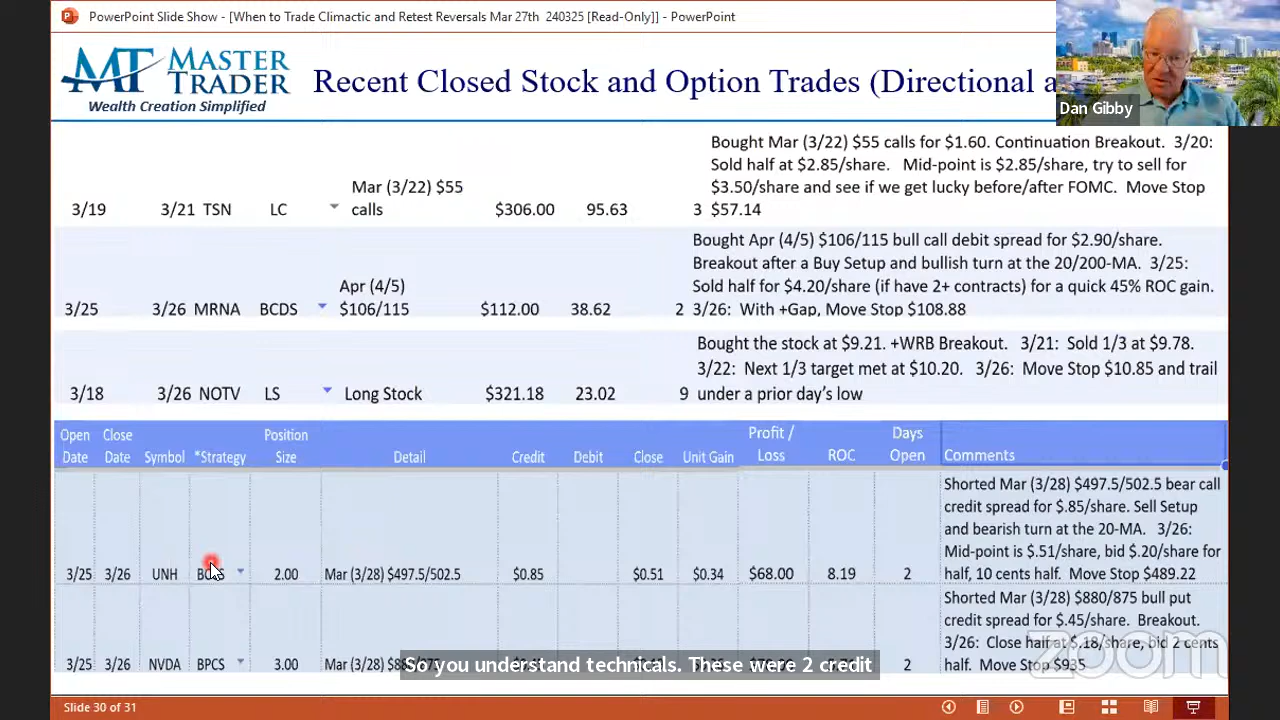 PowerPoint Slide Show - [When to Trade Climactic and Retest Reversals Mar 27th 240325 [Read-Only]] - PowerPoint
MT MASTER TRADER
Wealth Creation Simplified
Recent Closed Stock and Option Trades (Directional a
Dan Gibby
Bought Mar (3/22) $55 calls for $1.60. Continuation Breakout. 3/20:
Sold half at $2.85/share. Mid-point is $2.85/share, try to sell for
$3.50/share and see if we get lucky before/after FOMC. Move Stop
3/19 3/21 TSN LC Mar (3/22) $55 calls $306.00 95.63 3 $57.14
Bought Apr (4/5) $106/115 bull call debit spread for $2.90/share.
Breakout after a Buy Setup and bullish turn at the 20/200-MA. 3/25:
Sold half for $4.20/share (if have 2+ contracts) for a quick 45% ROC gain.
3/25 3/26 MRNA BCDS Apr (4/5) $106/115 $112.00 38.62 2 3/26: With +Gap, Move Stop $108.88
Bought the stock at $9.21. +WRB Breakout. 3/21: Sold 1/3 at $9.78.
3/22: Next 1/3 target met at $10.20. 3/26: Move Stop $10.85 and trail
3/18 3/26 NOTV LS Long Stock $321.18 23.02 9 under a prior day's low
Open Date Close Date Symbol *Strategy Position Size Detail Credit Debit Close Unit Gain Profit / Loss ROC Days Open Comments
Shorted Mar (3/28) $497.5/502.5 bear call
credit spread for $.85/share. Sell Setup
and bearish turn at the 20-MA. 3/26:
Mid-point is $.51/share, bid $.20/share for
3/25 3/26 UNH 2.00 Mar (3/28) $497.5/502.5 $0.85 $0.51 $0.34 $68.00 8.19 2 half, 10 cents half. Move Stop $489.22
Shorted Mar (3/28) $880/875 bull put
credit spread for $.45/share. Breakout.
3/26: Close half at $.18/share, bid 2 cents
3/25 3/26 NVDA BPCS 3.00 Mar (3/28) 2 half. Move Stop $935
So you understand technicals. These were 2 credit
zoom
Slide 30 of 31